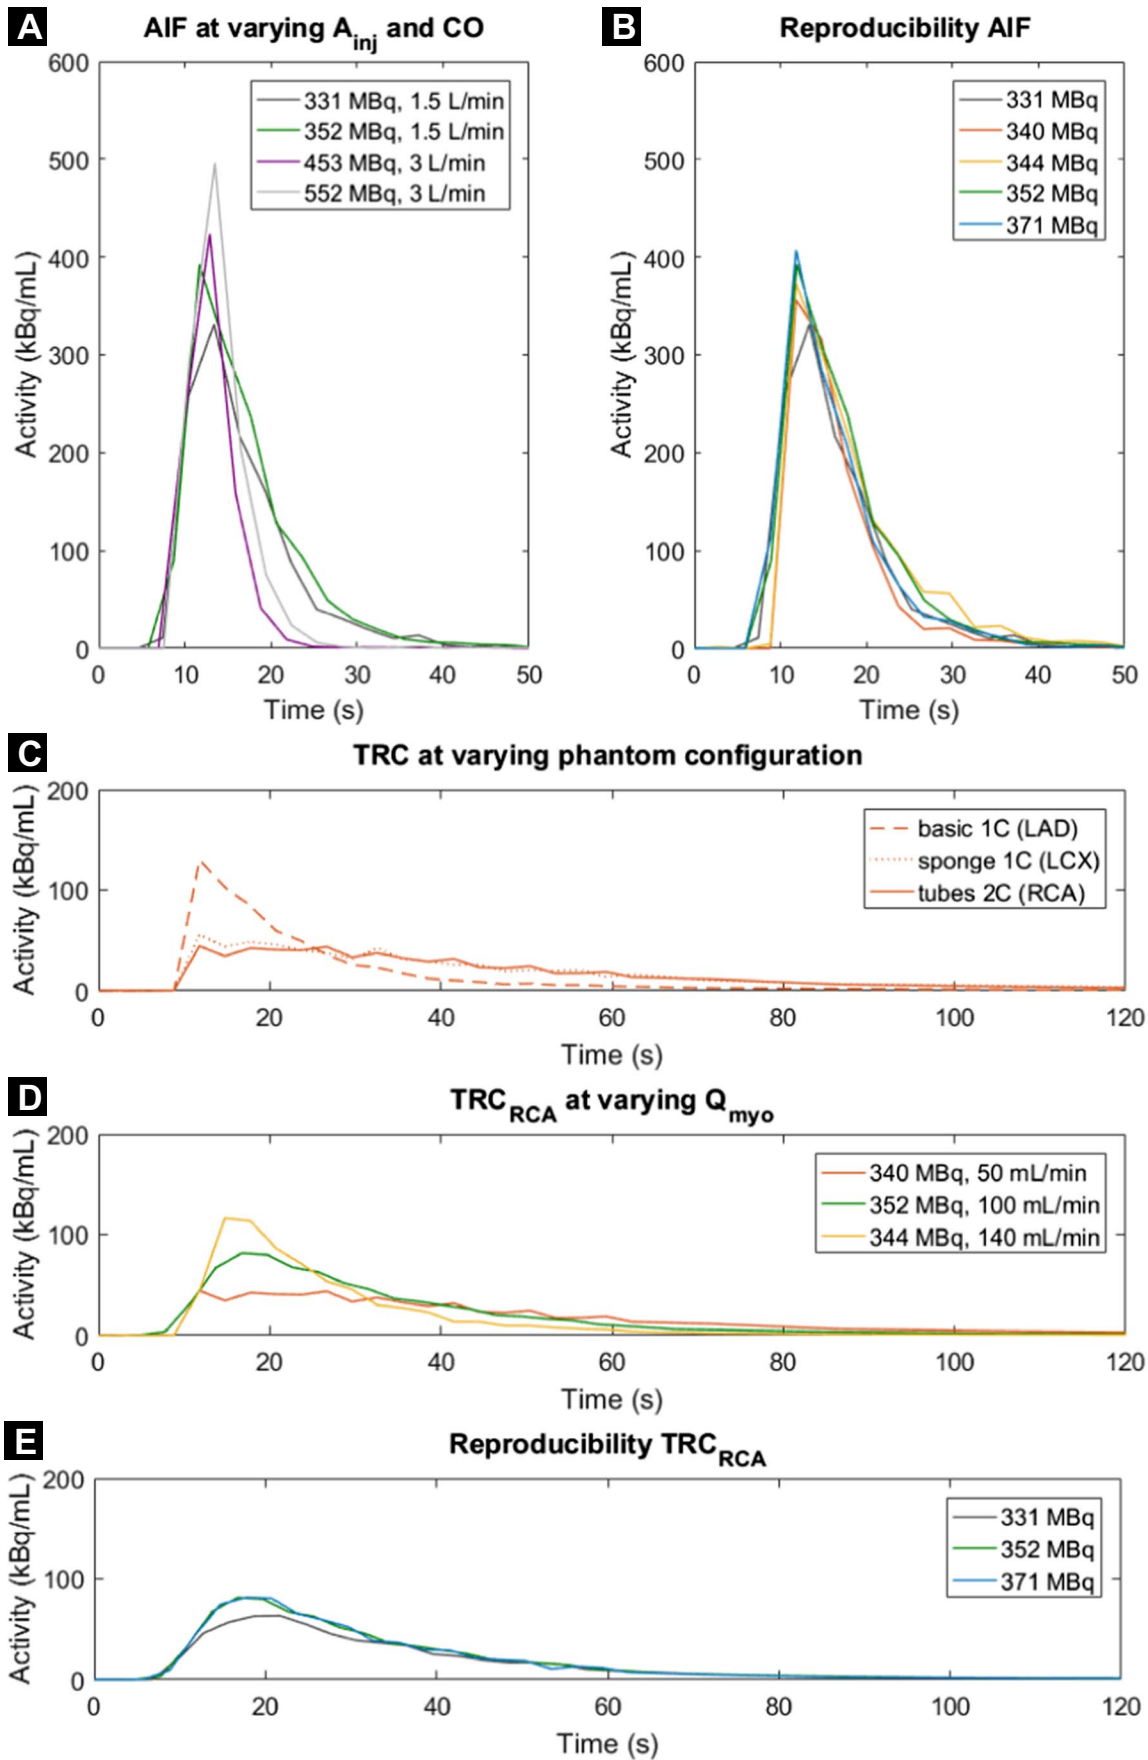 A
AIF at varying Ainj and CO
600
500
400
300
200
100
0
Activity (kBq/mL)
331 MBq, 1.5 L/min
352 MBq, 1.5 L/min
453 MBq, 3 L/min
552 MBq, 3 L/min
0 10 20 30 40 50
Time (s)
B
Reproducibility AIF
600
500
400
300
200
100
0
Activity (kBq/mL)
331 MBq
340 MBq
344 MBq
352 MBq
371 MBq
0 10 20 30 40 50
Time (s)
C
TRC at varying phantom configuration
200
100
0
Activity (kBq/mL)
basic 1C (LAD)
sponge 1C (LCX)
tubes 2C (RCA)
0 20 40 60 80 100 120
Time (s)
D
TRCRCA at varying Qmyo
200
100
0
Activity (kBq/mL)
340 MBq, 50 mL/min
352 MBq, 100 mL/min
344 MBq, 140 mL/min
0 20 40 60 80 100 120
Time (s)
E
Reproducibility TRCRCA
200
100
0
Activity (kBq/mL)
331 MBq
352 MBq
371 MBq
0 20 40 60 80 100 120
Time (s)